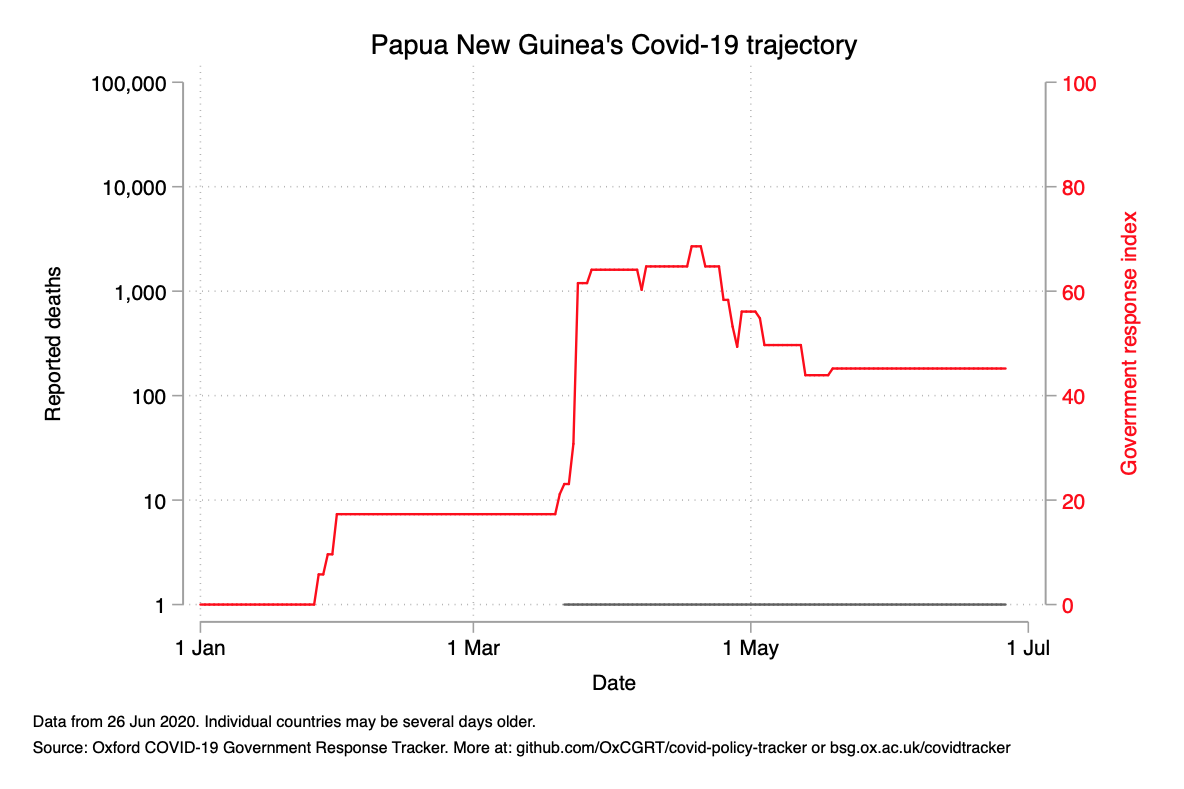 Papua New Guinea's Covid-19 trajectory
100,000
10,000
1,000
100
10
1
Reported deaths
100
80
60
40
20
0
Government response index
1 Jan
1 Mar
1 May
1 Jul
Date
Data from 26 Jun 2020. Individual countries may be several days older.
Source: Oxford COVID-19 Government Response Tracker. More at: github.com/OxCGRT/covid-policy-tracker or bsg.ox.ac.uk/covidtracker